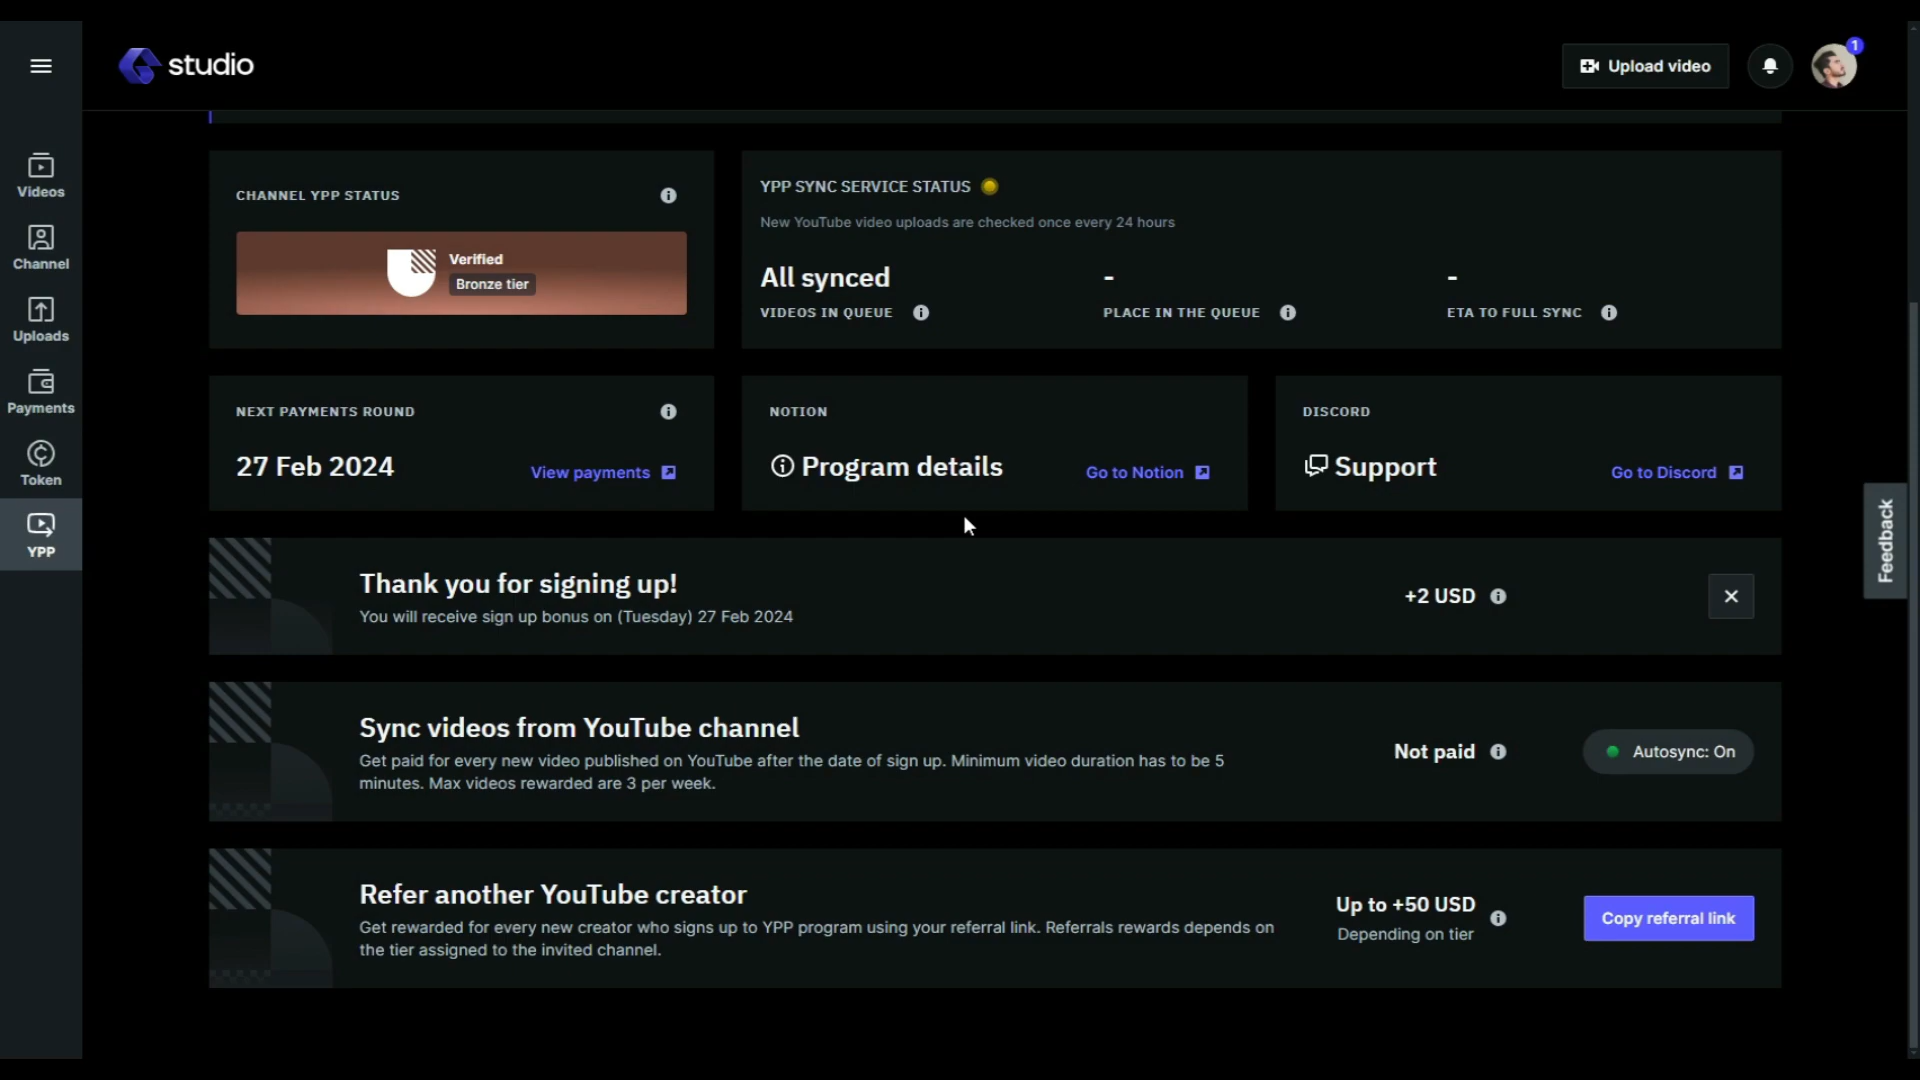 studio
Upload video
1
Videos
Channel
Uploads
Payments
Token
YPP
CHANNEL YPP STATUS
Verified
Bronze tier
YPP SYNC SERVICE STATUS
New YouTube video uploads are checked once every 24 hours
All synced
-
-
VIDEOS IN QUEUE
PLACE IN THE QUEUE
ETA TO FULL SYNC
NEXT PAYMENTS ROUND
27 Feb 2024
View payments
NOTION
Program details
Go to Notion
DISCORD
Support
Go to Discord
Feedback
Thank you for signing up!
You will receive sign up bonus on (Tuesday) 27 Feb 2024
+2 USD
Sync videos from YouTube channel
Get paid for every new video published on YouTube after the date of sign up. Minimum video duration has to be 5
minutes. Max videos rewarded are 3 per week.
Not paid
Autosync: On
Refer another YouTube creator
Get rewarded for every new creator who signs up to YPP program using your referral link. Referrals rewards depends on
the tier assigned to the invited channel.
Up to +50 USD
Depending on tier
Copy referral link